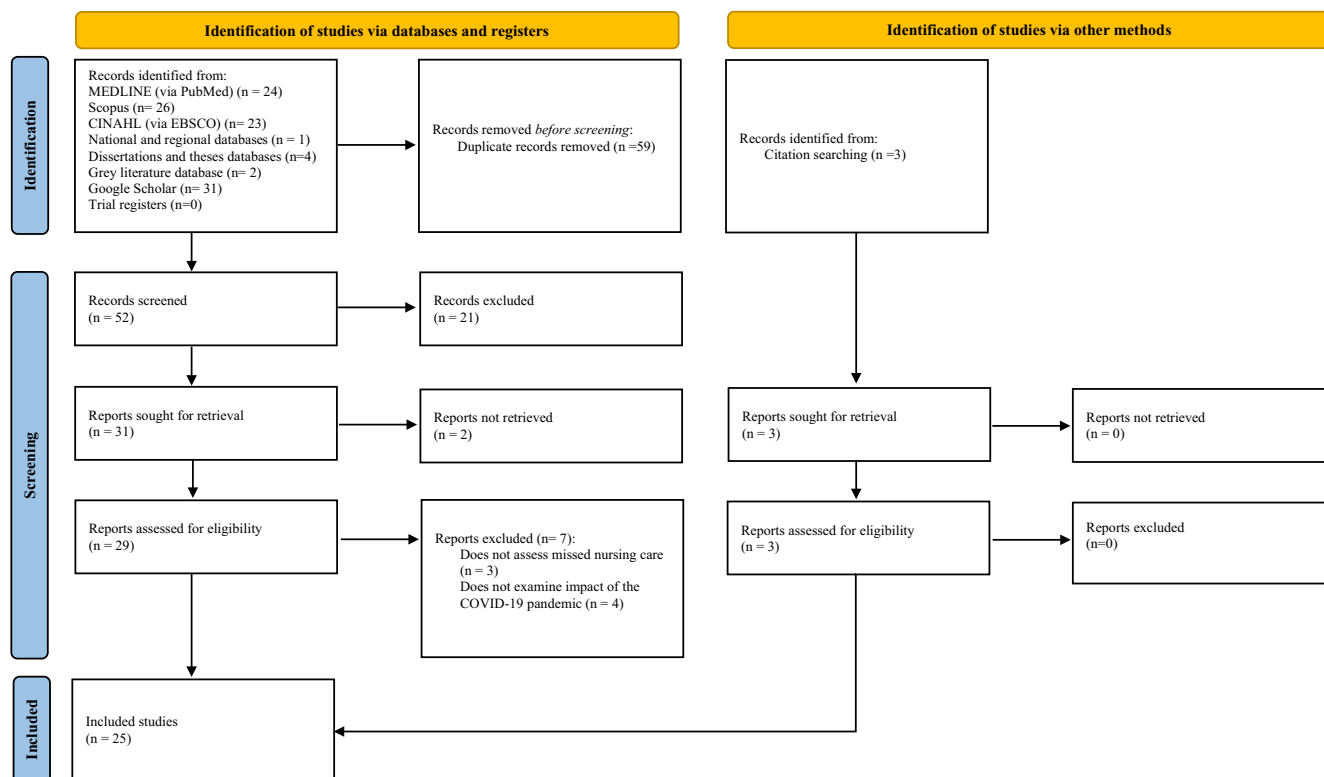 Identification of studies via databases and registers
Identification of studies via other methods
Identification
Records identified from:
MEDLINE (via PubMed) (n = 24)
Scopus (n= 26)
CINAHL (via EBSCO) (n= 23)
National and regional databases (n = 1)
Dissertations and theses databases (n=4)
Grey literature database (n= 2)
Google Scholar (n= 31)
Trial registers (n=0)
Records removed before screening:
Duplicate records removed (n =59)
Records identified from:
Citation searching (n =3)
Screening
Records screened
(n = 52)
Records excluded
(n = 21)
Reports sought for retrieval
(n = 31)
Reports not retrieved
(n = 2)
Reports sought for retrieval
(n = 3)
Reports not retrieved
(n = 0)
Reports assessed for eligibility
(n = 29)
Reports excluded (n= 7):
Does not assess missed nursing care
(n = 3)
Does not examine impact of the
COVID-19 pandemic (n = 4)
Reports assessed for eligibility
(n = 3)
Reports excluded
(n=0)
Included
Included studies
(n = 25)